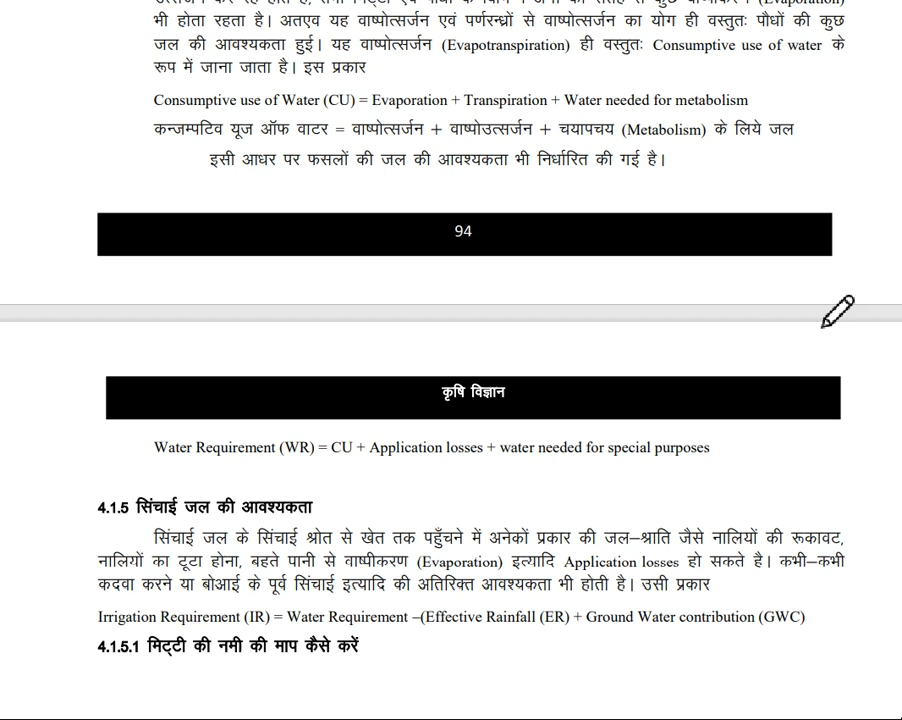 भी होता रहता है। अतएव यह वाष्पोत्सर्जन एवं पर्णरन्ध्रों से वाष्पोत्सर्जन का योग ही वस्तुतः पौधों की कुछ
जल की आवश्यकता हुई। यह वाष्पोत्सर्जन (Evapotranspiration) ही वस्तुतः Consumptive use of water के
रूप में जाना जाता है। इस प्रकार
Consumptive use of Water (CU) = Evaporation + Transpiration + Water needed for metabolism
कन्जम्पटिव यूज ऑफ वाटर = वाष्पोत्सर्जन + वाष्पोउत्सर्जन + चयापचय (Metabolism) के लिये जल
इसी आधर पर फसलों की जल की आवश्यकता भी निर्धारित की गई है।
94
कृषि विज्ञान
Water Requirement (WR) = CU + Application losses + water needed for special purposes
4.1.5 सिंचाई जल की आवश्यकता
सिंचाई जल के सिंचाई श्रोत से खेत तक पहुँचने में अनेकों प्रकार की जल–श्राति जैसे नालियों की रूकावट,
नालियों का टूटा होना, बहते पानी से वाष्पीकरण (Evaporation) इत्यादि Application losses हो सकते है। कभी–कभी
कदवा करने या बोआई के पूर्व सिंचाई इत्यादि की अतिरिक्त आवश्यकता भी होती है। उसी प्रकार
Irrigation Requirement (IR) = Water Requirement –(Effective Rainfall (ER) + Ground Water contribution (GWC)
4.1.5.1 मिट्टी की नमी की माप कैसे करें